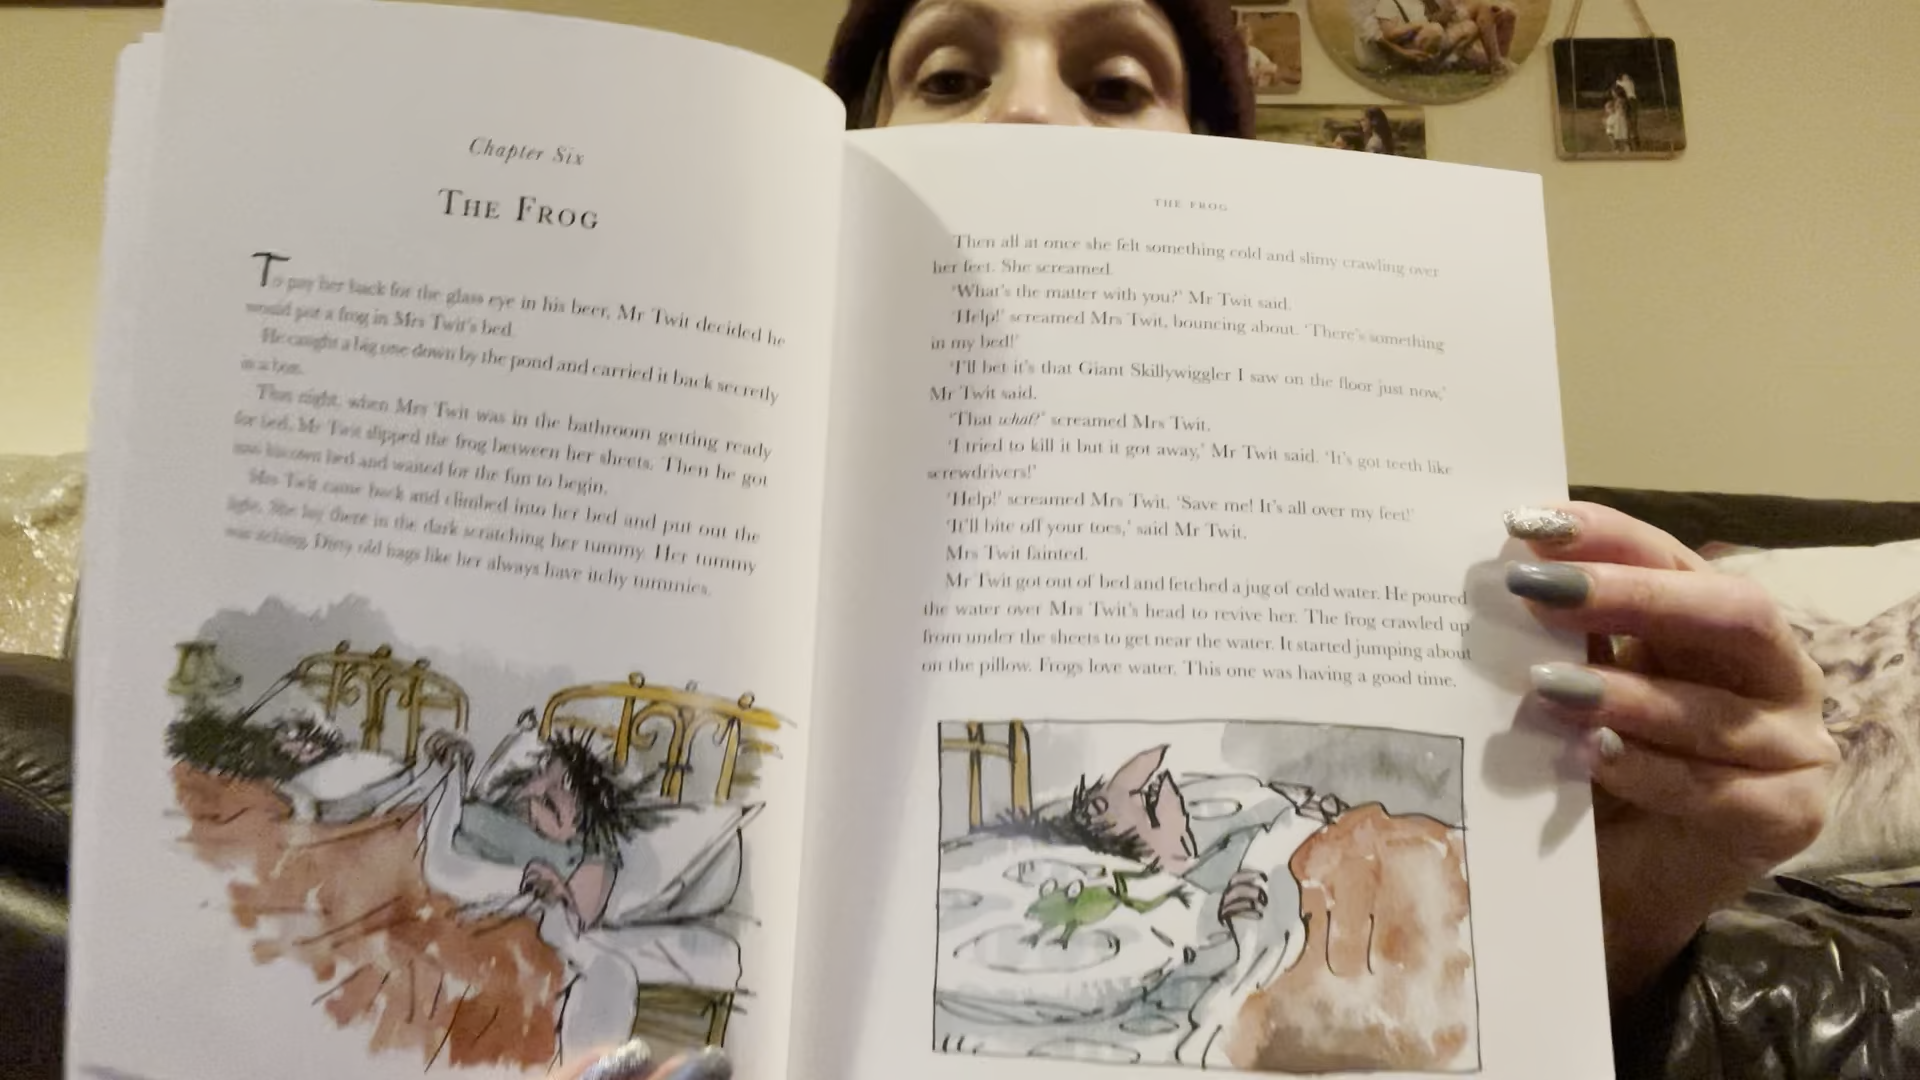 Chapter Six
THE FROG
To pay her back for the glass eye in his beer, Mr Twit decided he
would put a frog in Mrs Twit's bed.
He caught a big one down by the pond and carried it back secretly
in a box.
That night, when Mrs Twit was in the bathroom getting ready
for bed, Mr Twit slipped the frog between her sheets. Then he got
into his own bed and waited for the fun to begin.
Mrs Twit came back and climbed into her bed and put out the
light. She lay there in the dark scratching her tummy. Her tummy
was itching. Dirty old hags like her always have itchy tummies.
THE FROG
Then all at once she felt something cold and slimy crawling over
her feet. She screamed.
'What's the matter with you?' Mr Twit said.
'Help!' screamed Mrs Twit, bouncing about. 'There's something
in my bed!'
'I'll bet it's that Giant Skillywiggler I saw on the floor just now,'
Mr Twit said.
'That what?' screamed Mrs Twit.
'I tried to kill it but it got away,' Mr Twit said. 'It's got teeth like
screwdrivers!'
'Help!' screamed Mrs Twit. 'Save me! It's all over my feet!'
'It'll bite off your toes,' said Mr Twit.
Mrs Twit fainted.
Mr Twit got out of bed and fetched a jug of cold water. He poured
the water over Mrs Twit's head to revive her. The frog crawled up
from under the sheets to get near the water. It started jumping about
on the pillow. Frogs love water. This one was having a good time.